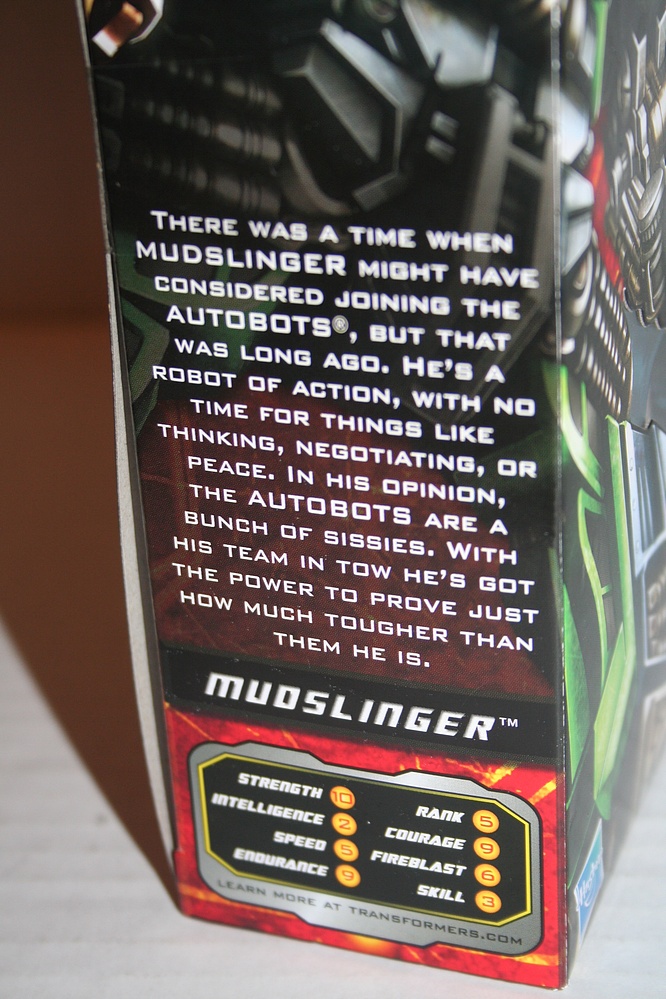 THERE WAS A TIME WHEN
MUDSLINGER MIGHT HAVE
CONSIDERED JOINING THE
AUTOBOTS®, BUT THAT
WAS LONG AGO. HE'S A
ROBOT OF ACTION, WITH NO
TIME FOR THINGS LIKE
THINKING, NEGOTIATING, OR
PEACE. IN HIS OPINION,
THE AUTOBOTS ARE A
BUNCH OF SISSIES. WITH
HIS TEAM IN TOW HE'S GOT
THE POWER TO PROVE JUST
HOW MUCH TOUGHER THAN
THEM HE IS.
MUDSLINGER™
STRENGTH 10
INTELLIGENCE 2
SPEED 5
ENDURANCE 9
RANK 5
COURAGE 9
FIREBLAST 6
SKILL 3
LEARN MORE AT TRANSFORMERS.COM
Hasbro